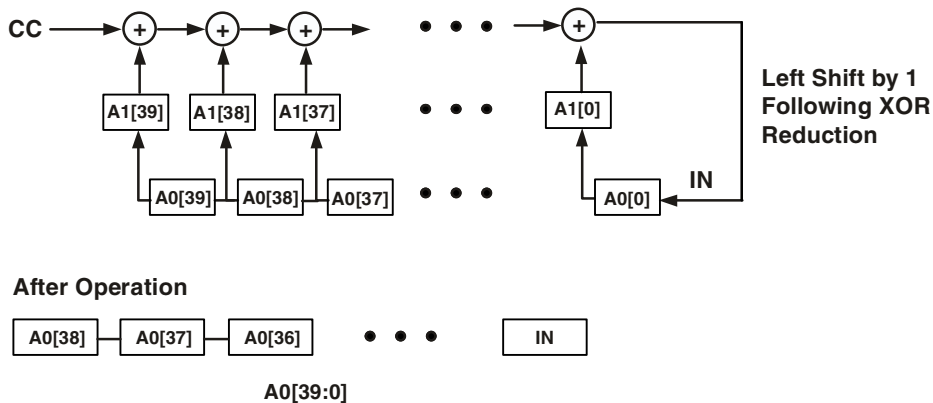 CC
+ + + +
A1[39] A1[38] A1[37] A1[0]
Left Shift by 1
Following XOR
Reduction
IN
A0[39] A0[38] A0[37] A0[0]
After Operation
A0[38] A0[37] A0[36] IN
A0[39:0]